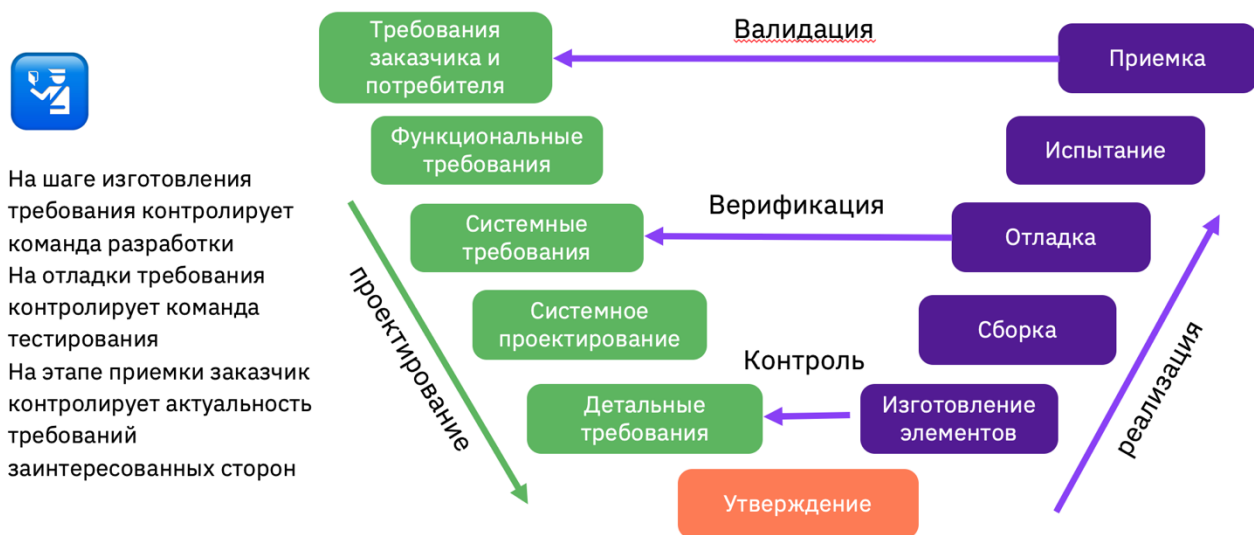 На шаге изготовления
требования контролирует
команда разработки
На отладки требования
контролирует команда
тестирования
На этапе приемки заказчик
контролирует актуальность
требований
заинтересованных сторон
Требования
заказчика и
потребителя
Валидация
Приемка
Функциональные
требования
Испытание
Системные
требования
Верификация
Отладка
Системное
проектирование
Сборка
Детальные
требования
Контроль
Изготовление
элементов
Утверждение
проектирование
реализация